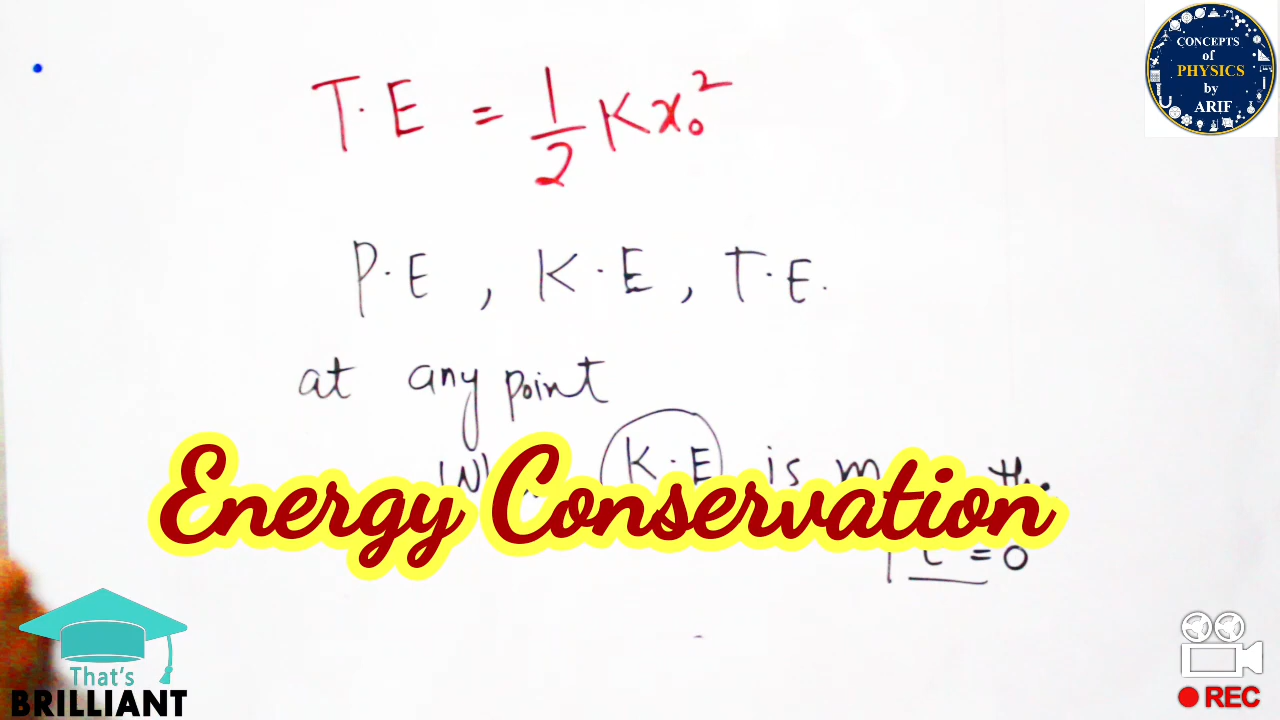 CONCEPTS
of
PHYSICS
by
ARIF
T.E = 1/2 Kx₀²
P.E , K.E , T.E.
at any point
K.E is
Energy Conservation
= 0
That's
BRILLIANT
REC